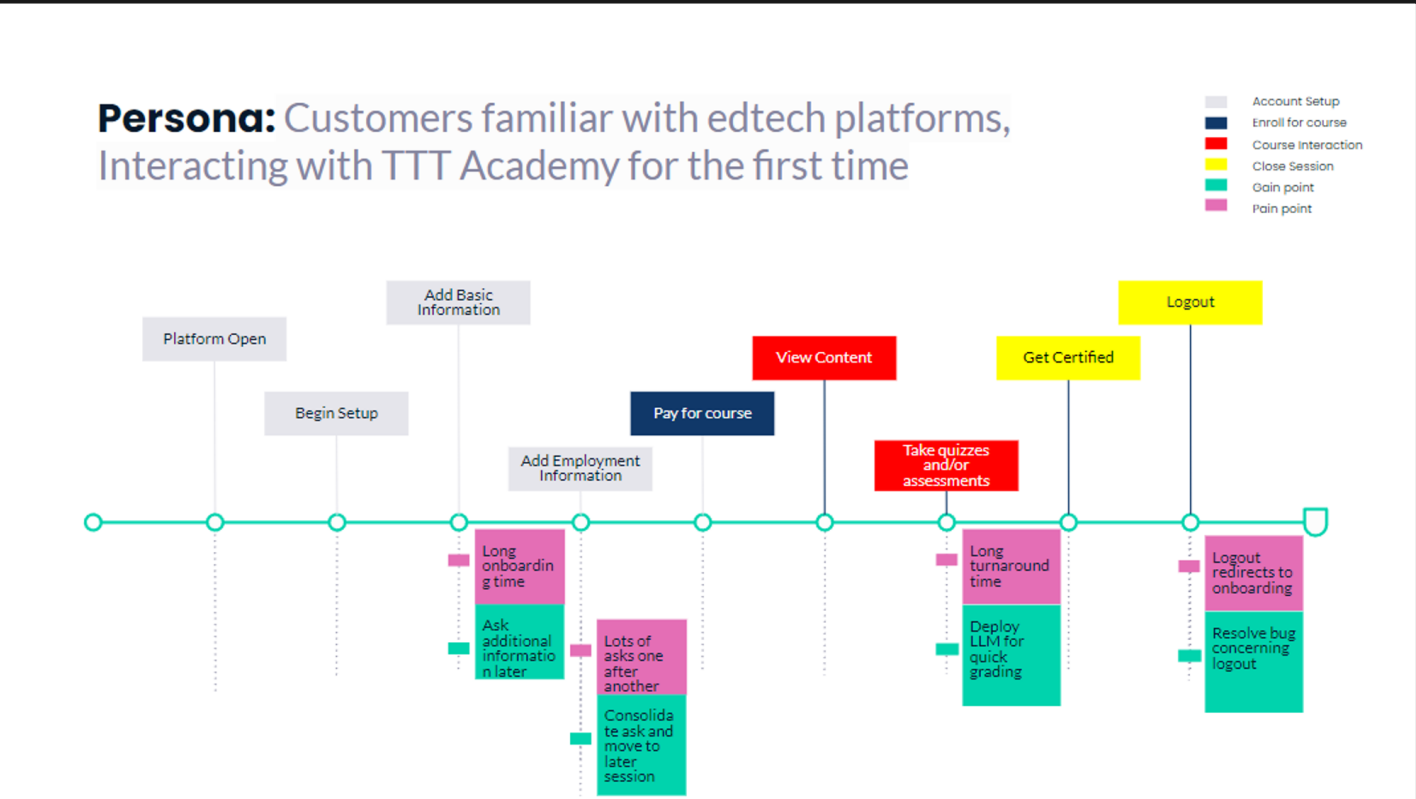 Persona: Customers familiar with edtech platforms,
Interacting with TTT Academy for the first time
Account Setup
Enroll for course
Course Interaction
Close Session
Gain point
Pain point
Platform Open
Begin Setup
Add Basic
Information
Add Employment
Information
Pay for course
View Content
Take quizzes
and/or
assessments
Get Certified
Logout
Long
onboardin
g time
Ask
additional
informatio
n later
Lots of
asks one
after
another
Consolida
te ask and
move to
later
session
Long
turnaround
time
Deploy
LLM for
quick
grading
Logout
redirects to
onboarding
Resolve bug
concerning
logout